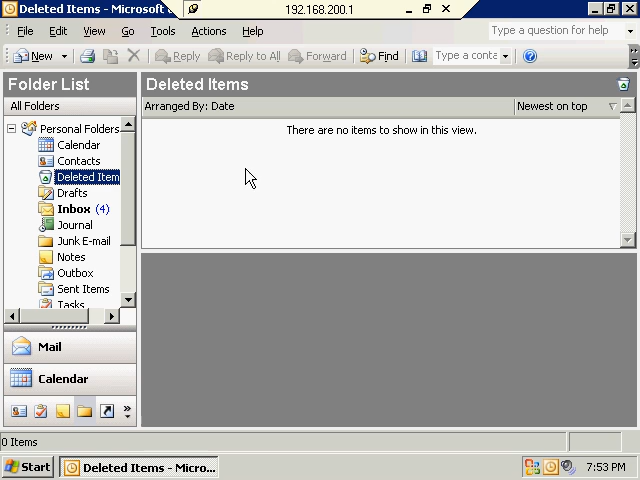 Deleted Items - Microsoft
192.168.200.1
File Edit View Go Tools Actions Help
Type a question for help
New
Reply
Reply to All
Forward
Find
Type a conta
Folder List
Deleted Items
All Folders
Arranged By: Date
Newest on top
There are no items to show in this view.
Personal Folders
Calendar
Contacts
Deleted Item
Drafts
Inbox (4)
Journal
Junk E-mail
Notes
Outbox
Sent Items
Tasks
Mail
Calendar
0 Items
Start
Deleted Items - Micro...
7:53 PM